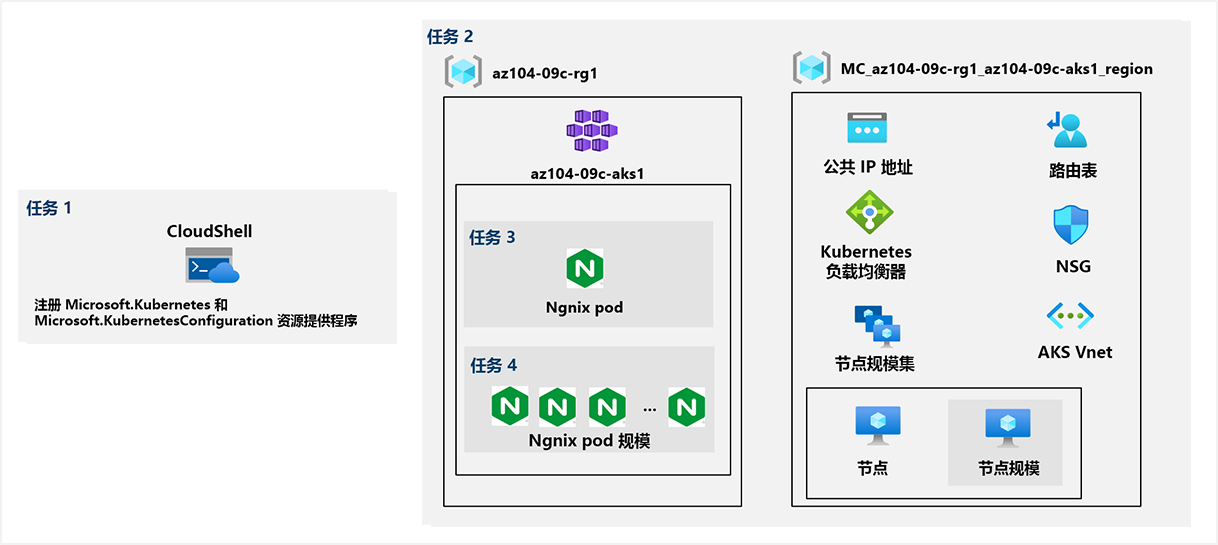 任务 1
CloudShell
注册 Microsoft.Kubernetes 和
Microsoft.KubernetesConfiguration 资源提供程序
任务 2
az104-09c-rg1
az104-09c-aks1
任务 3
Ngnix pod
任务 4
...
Ngnix pod 规模
MC_az104-09c-rg1_az104-09c-aks1_region
公共 IP 地址
路由表
Kubernetes
负载均衡器
NSG
节点规模集
AKS Vnet
节点
节点规模